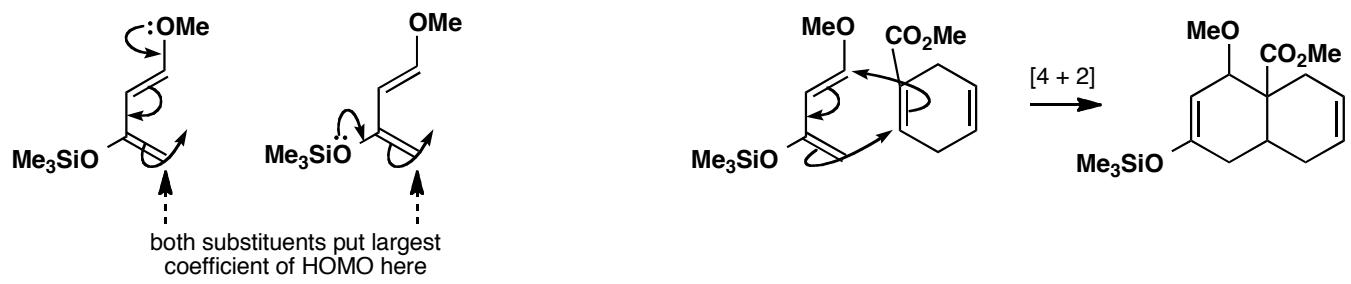 :OMe
OMe
Me₃SiO
Me₃SiÖ
both substituents put largest
coefficient of HOMO here
MeO
CO₂Me
Me₃SiO
[4 + 2]
MeO
CO₂Me
Me₃SiO